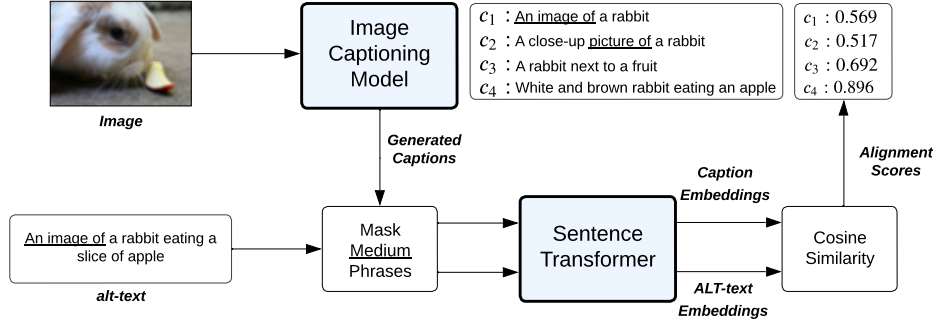 Image
Image
Captioning
Model
c1 : An image of a rabbit
c2 : A close-up picture of a rabbit
c3 : A rabbit next to a fruit
c4 : White and brown rabbit eating an apple
c1 : 0.569
c2 : 0.517
c3 : 0.692
c4 : 0.896
Generated
Captions
Alignment
Scores
An image of a rabbit eating a
slice of apple
alt-text
Mask
Medium
Phrases
Sentence
Transformer
Caption
Embeddings
ALT-text
Embeddings
Cosine
Similarity